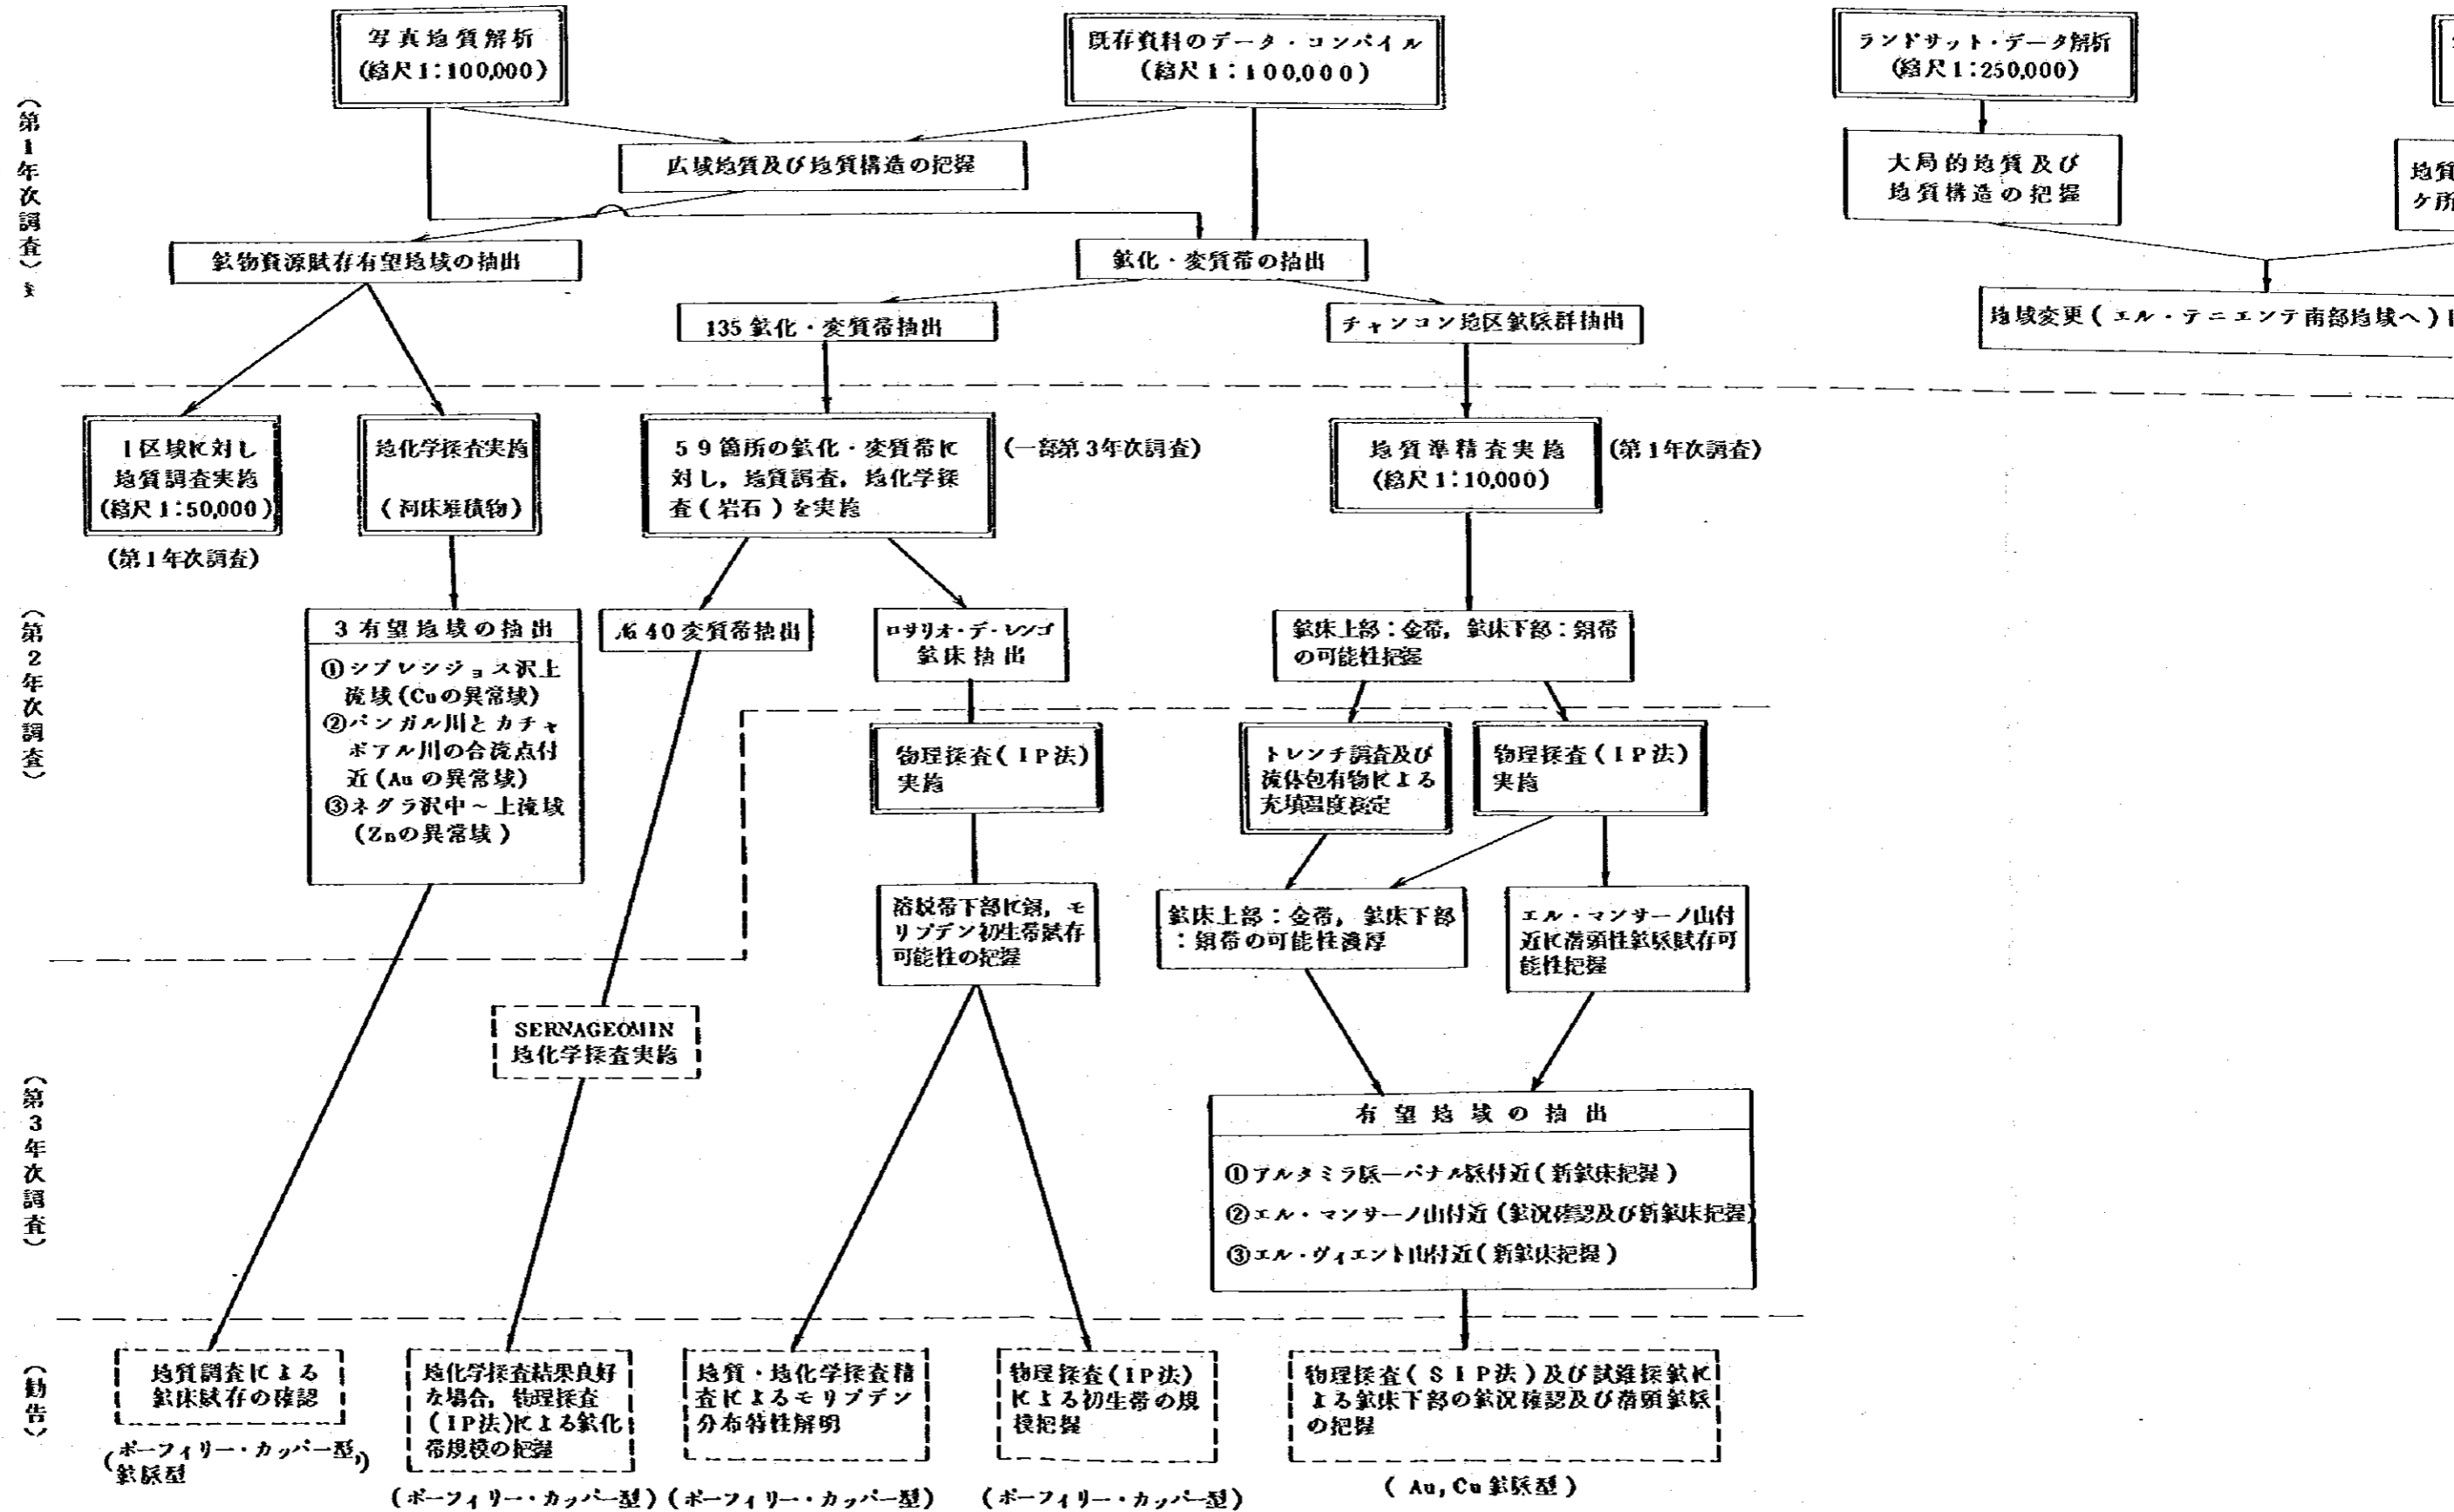 写真地質解析
(縮尺1:100,000)
既存資料のデータ・コンパイル
(縮尺1:100,000)
ランドサット・データ解析
(縮尺1:250,000)
(第1年次調査)
広域地質及び地質構造の把握
大局的地質及び
地質構造の把握
地質
ケ所
鉱物資源賦存有望地域の抽出
鉱化・変質帯の抽出
135鉱化・変質帯抽出
チャンコン地区鉱脈群抽出
地域変更(エル・テニエンテ南部地域へ)
1区域に対し
地質調査実施
(縮尺1:50,000)
(第1年次調査)
地化学探査実施
(河床堆積物)
59箇所の鉱化・変質帯に
対し,地質調査,地化学探
査(岩石)を実施
(一部第3年次調査)
地質準精査実施
(縮尺1:10,000)
(第1年次調査)
(第2年次調査)
3有望地域の抽出
①シプレシジョス沢上
流域(Cuの異常域)
②パンガル川とカチャ
ポアル川の合流点付
近(Auの異常域)
③ネグラ沢中~上流域
(Znの異常域)
№40変質帯抽出
ロサリオ・デ・レンゴ
鉱床抽出
鉱床上部:金帯,鉱床下部:銅帯
の可能性把握
物理探査(IP法)
実施
トレンチ調査及び
流体包有物による
充填温度測定
物理探査(IP法)
実施
溶脱帯下部に銅,モ
リブデン初生帯賦存
可能性の把握
鉱床上部:金帯,鉱床下部
:銅帯の可能性濃厚
エル・マンサーノ山付
近に潜頭性鉱脈賦存可
能性把握
SERNAGEOMIN
地化学探査実施
(第3年次調査)
有望地域の抽出
①アルタミラ脈―パナル脈付近(新鉱床把握)
②エル・マンサーノ山付近(鉱況確認及び新鉱床把握)
③エル・ヴィエント山付近(新鉱床把握)
(勧告)
地質調査による
鉱床賦存の確認
(ポーフィリー・カッパー型,
鉱脈型)
地化学探査結果良好
な場合,物理探査
(IP法)による鉱化
帯規模の把握
(ポーフィリー・カッパー型)
地質・地化学探査精
査によるモリブデン
分布特性解明
(ポーフィリー・カッパー型)
物理探査(IP法)
による初生帯の規
模把握
(ポーフィリー・カッパー型)
物理探査(SIP法)及び試錐探鉱に
よる鉱床下部の鉱況確認及び潜頭鉱脈
の把握
(Au,Cu鉱脈型)